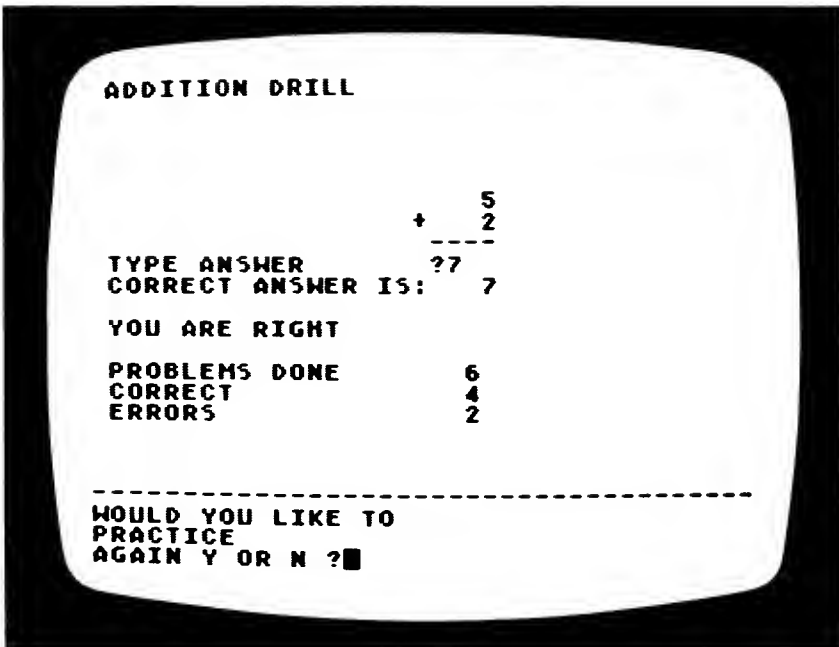 ADDITION DRILL
5
+ 2
----
TYPE ANSWER ?7
CORRECT ANSWER IS: 7
YOU ARE RIGHT
PROBLEMS DONE 6
CORRECT 4
ERRORS 2
WOULD YOU LIKE TO
PRACTICE
AGAIN Y OR N ?